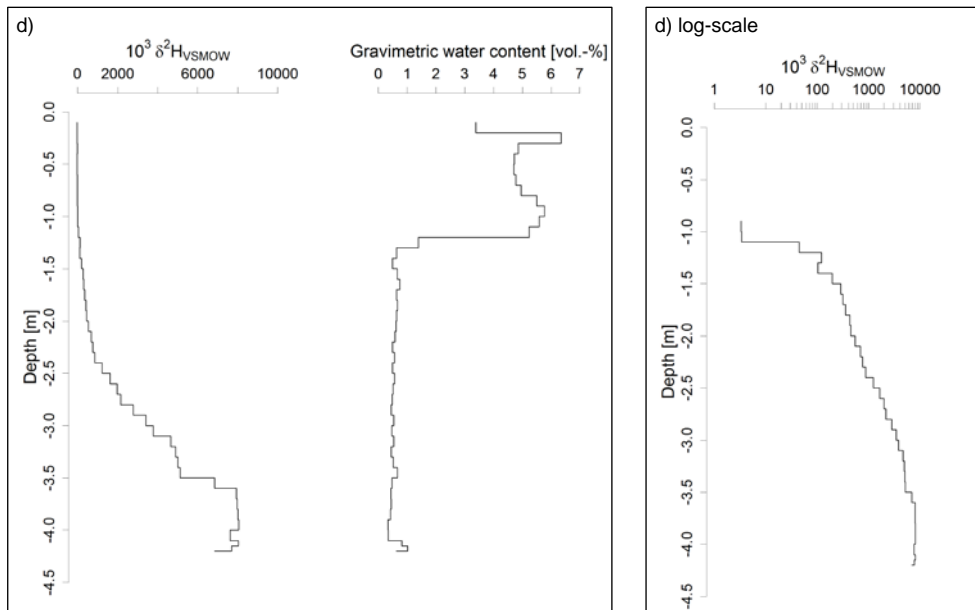 d)
10³ δ²H_VSMOW
0 2000 6000 10000
Gravimetric water content [vol.-%]
0 1 2 3 4 5 6 7
Depth [m]
0.0
-0.5
-1.0
-1.5
-2.0
-2.5
-3.0
-3.5
-4.0
-4.5
d) log-scale
10³ δ²H_VSMOW
1 10 100 1000 10000
Depth [m]
0.0
-0.5
-1.0
-1.5
-2.0
-2.5
-3.0
-3.5
-4.0
-4.5